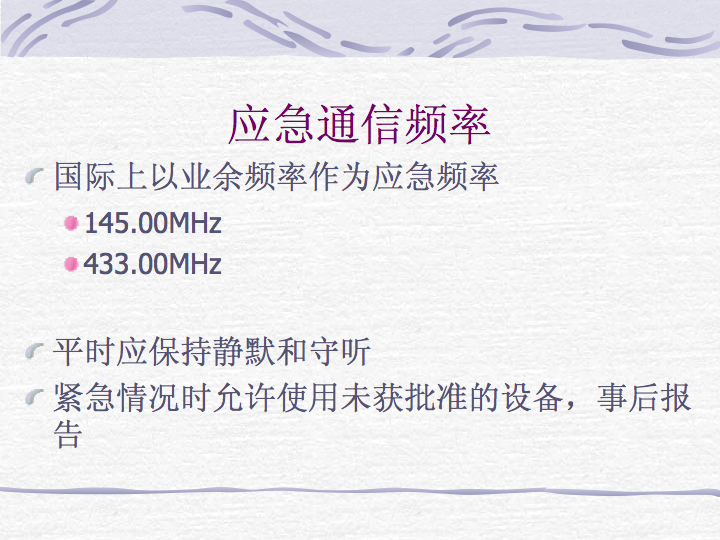 应急通信频率
国际上以业余频率作为应急频率
145.00MHz
433.00MHz
平时应保持静默和守听
紧急情况时允许使用未获批准的设备，事后报
告